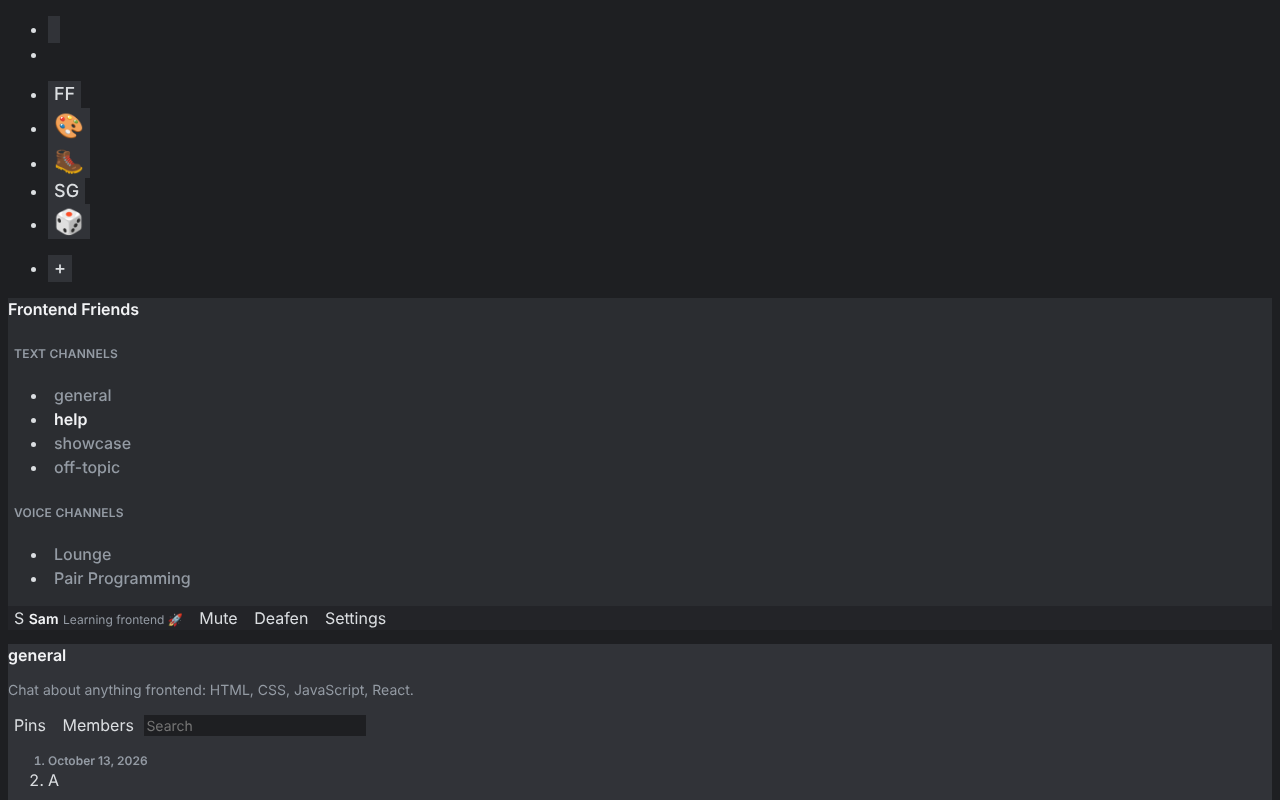 FF
🎨
🥾
SG
🎲
+
Frontend Friends
TEXT CHANNELS
general
help
showcase
off-topic
VOICE CHANNELS
Lounge
Pair Programming
S Sam Learning frontend 🚀 Mute Deafen Settings
general
Chat about anything frontend: HTML, CSS, JavaScript, React.
Pins Members Search
1. October 13, 2026
2. A